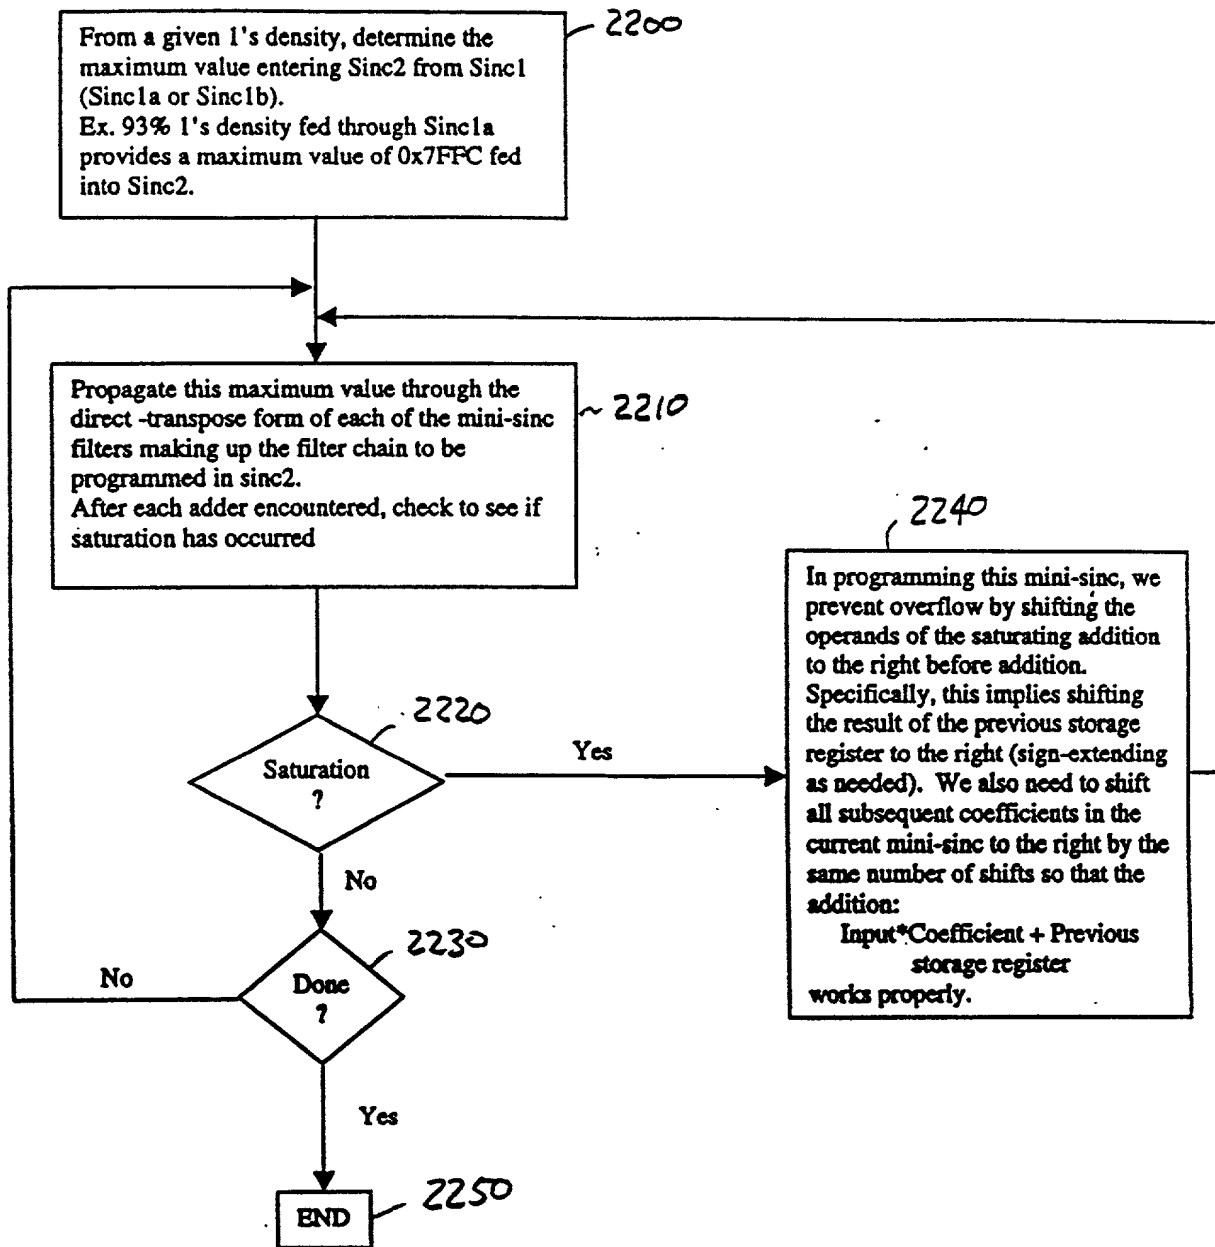 From a given 1's density, determine the
maximum value entering Sinc2 from Sinc1
(Sinc1a or Sinc1b).
Ex. 93% 1's density fed through Sinc1a
provides a maximum value of 0x7FFC fed
into Sinc2.
2200
Propagate this maximum value through the
direct -transpose form of each of the mini-sinc
filters making up the filter chain to be
programmed in sinc2.
After each adder encountered, check to see if
saturation has occurred
2210
2240
In programming this mini-sinc, we
prevent overflow by shifting the
operands of the saturating addition
to the right before addition.
Specifically, this implies shifting
the result of the previous storage
register to the right (sign-extending
as needed). We also need to shift
all subsequent coefficients in the
current mini-sinc to the right by the
same number of shifts so that the
addition:
Input*Coefficient + Previous
storage register
works properly.
2220
Saturation
?
Yes
No
2230
Done
?
No
Yes
END
2250